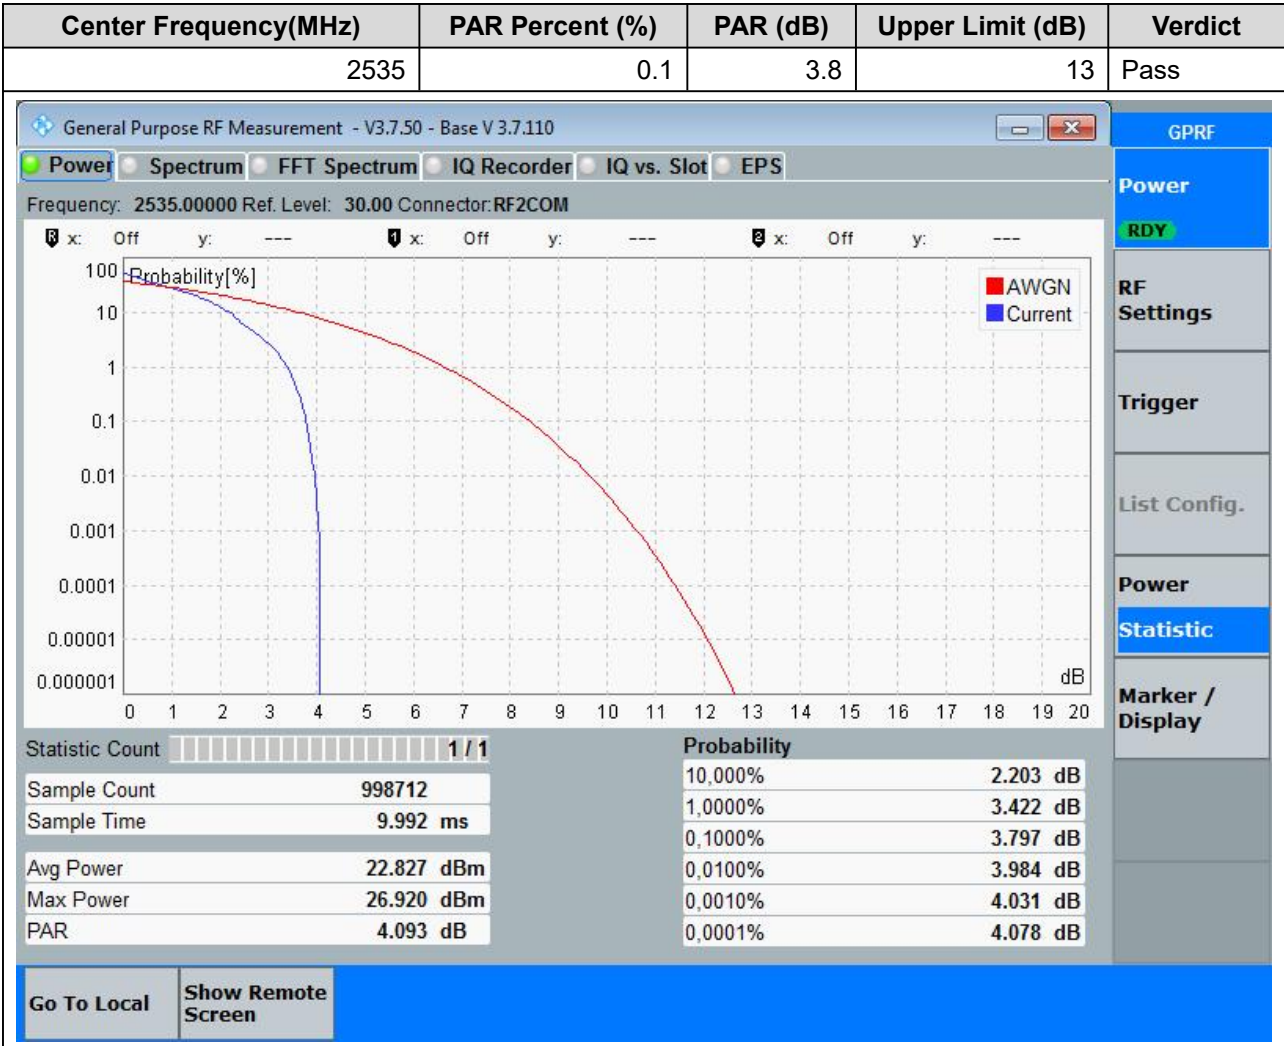 Center Frequency(MHz) PAR Percent (%) PAR (dB) Upper Limit (dB) Verdict
2535 0.1 3.8 13 Pass
General Purpose RF Measurement - V3.7.50 - Base V 3.7.110
GPRF
Power Spectrum FFT Spectrum IQ Recorder IQ vs. Slot EPS
Frequency: 2535.00000 Ref. Level: 30.00 Connector:RF2COM
R x: Off y: --- 1 x: Off y: --- 2 x: Off y: ---
Probability[%]
AWGN
Current
100
10
1
0.1
0.01
0.001
0.0001
0.00001
0.000001
dB
0 1 2 3 4 5 6 7 8 9 10 11 12 13 14 15 16 17 18 19 20
Statistic Count 1 / 1
Sample Count 998712
Sample Time 9.992 ms
Avg Power 22.827 dBm
Max Power 26.920 dBm
PAR 4.093 dB
Probability
10,000% 2.203 dB
1,0000% 3.422 dB
0,1000% 3.797 dB
0,0100% 3.984 dB
0,0010% 4.031 dB
0,0001% 4.078 dB
Power
RDY
RF
Settings
Trigger
List Config.
Power
Statistic
Marker /
Display
Go To Local
Show Remote
Screen